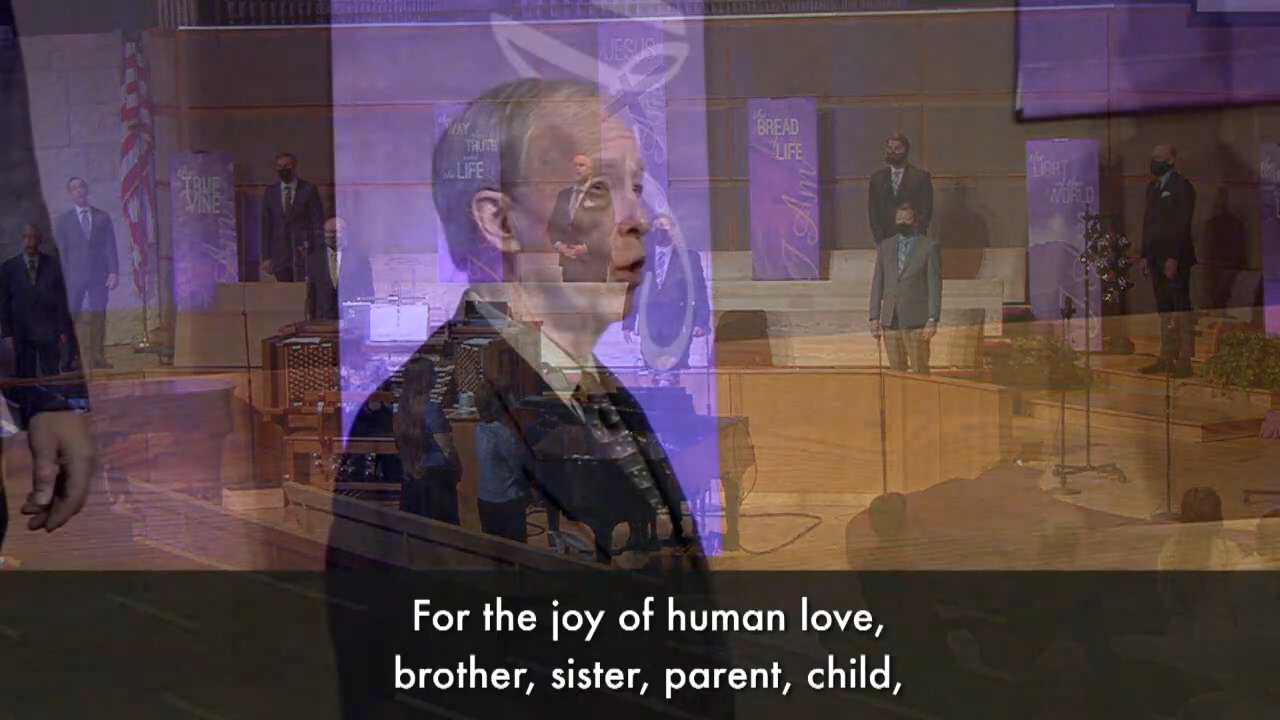 JESUS
the
WAY
the
TRUTH
and
the LIFE
the
BREAD
of
LIFE
I Am
the
TRUE
VINE
the
LIGHT
of the
WORLD
For the joy of human love,
brother, sister, parent, child,